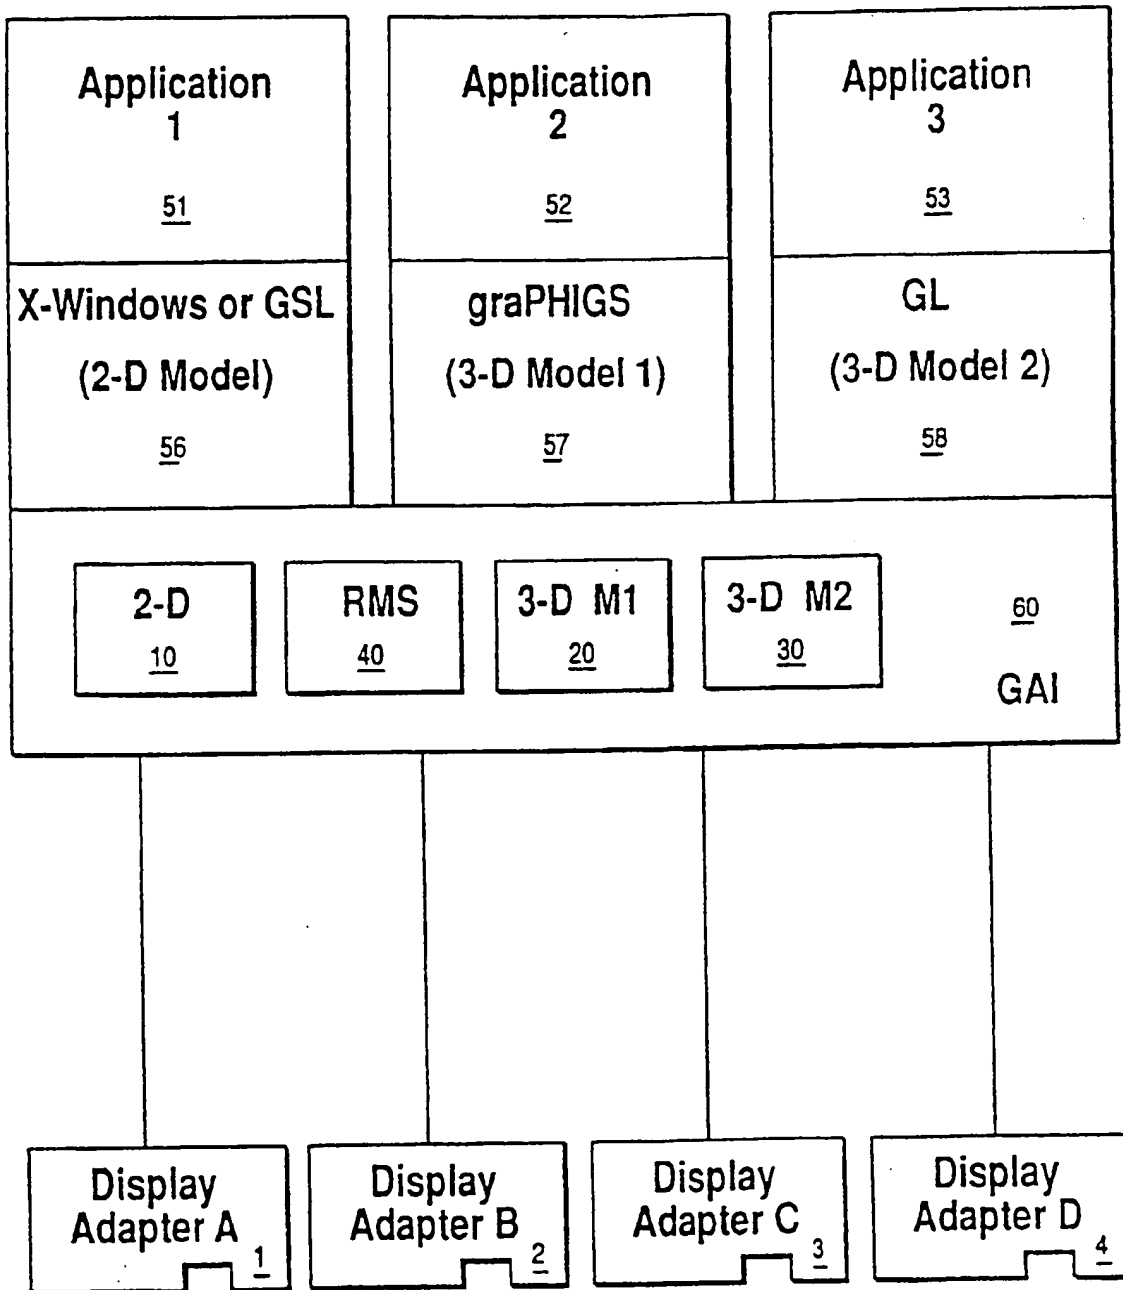 Application
1
51
Application
2
52
Application
3
53
X-Windows or GSL
(2-D Model)
56
graPHIGS
(3-D Model 1)
57
GL
(3-D Model 2)
58
2-D
10
RMS
40
3-D M1
20
3-D M2
30
60
GAI
Display
Adapter A
1
Display
Adapter B
2
Display
Adapter C
3
Display
Adapter D
4